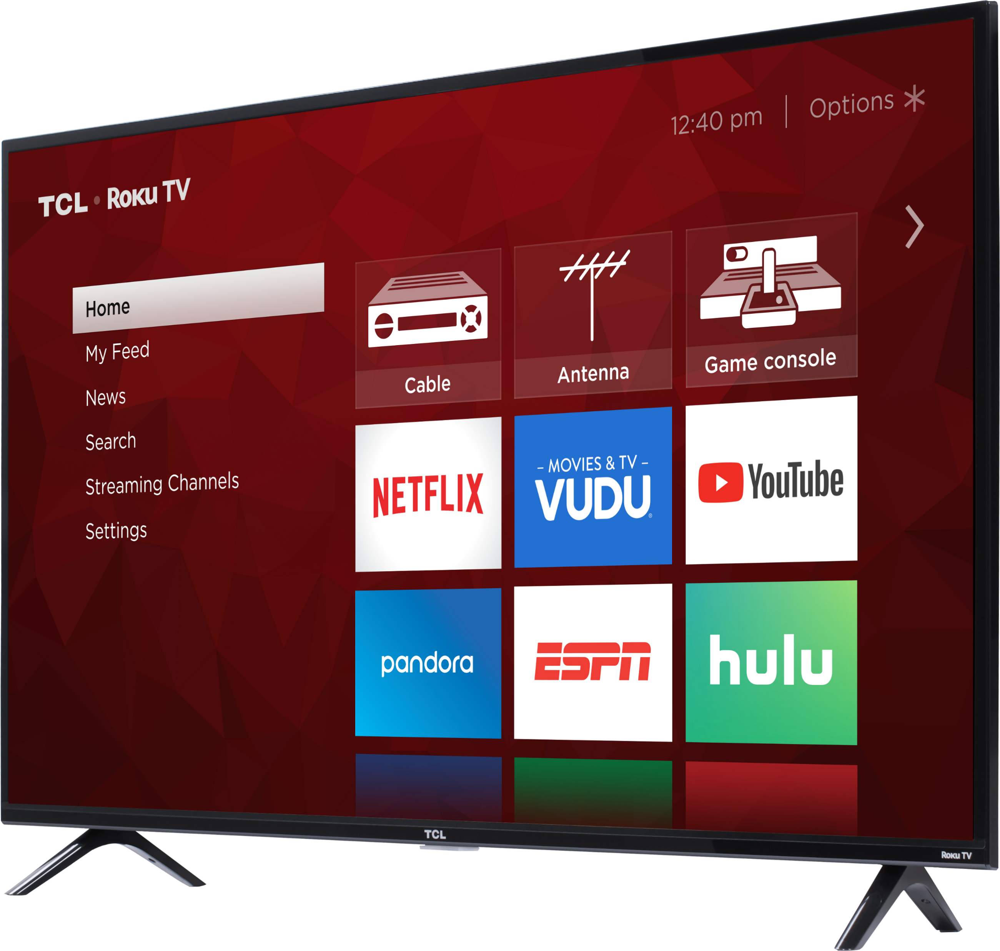 12:40 pm | Options *
TCL • Roku TV
Home
My Feed
News
Search
Streaming Channels
Settings
Cable
Antenna
Game console
NETFLIX
– MOVIES & TV –
VUDU®
YouTube
pandora
ESPN
hulu
TCL
Roku TV